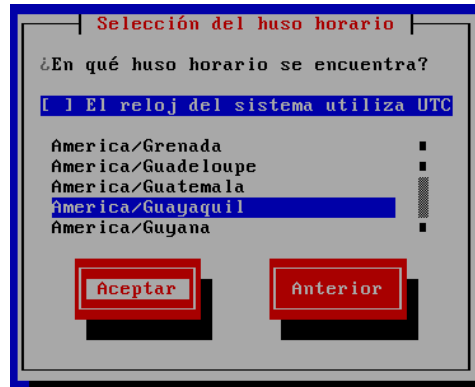 Selección del huso horario
¿En qué huso horario se encuentra?
[ ] El reloj del sistema utiliza UTC
America/Grenada
America/Guadeloupe
America/Guatemala
America/Guayaquil
America/Guyana
Aceptar
Anterior